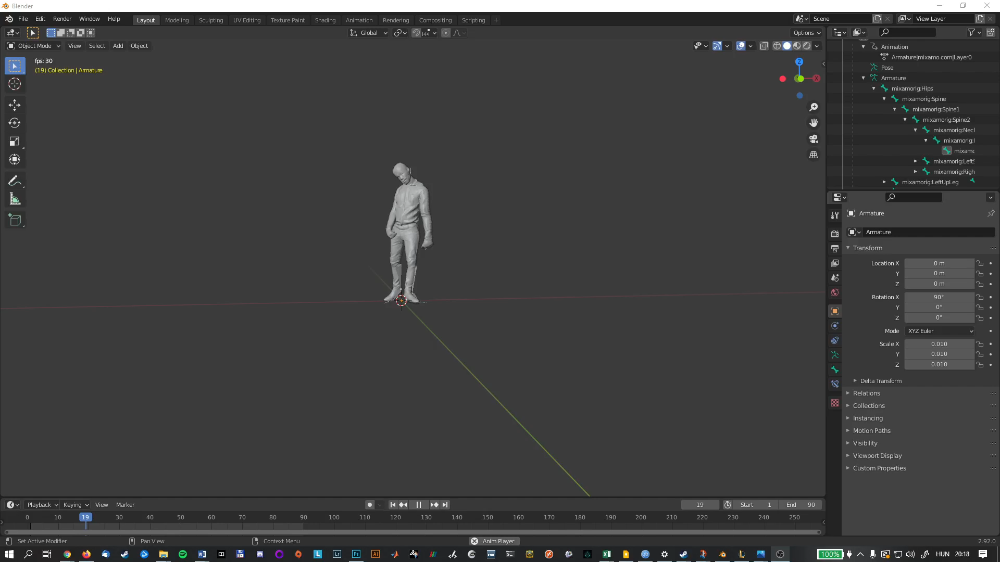 Blender
File Edit Render Window Help
Layout Modeling Sculpting UV Editing Texture Paint Shading Animation Rendering Compositing Scripting +
Scene
View Layer
Global
Options
Object Mode View Select Add Object
fps: 30
(19) Collection | Armature
Z
X
Animation
Armature|mixamo.com|Layer0
Pose
Armature
mixamorig:Hips
mixamorig:Spine
mixamorig:Spine1
mixamorig:Spine2
mixamorig:Necl
mixamorig:l
mixamc
mixamorig:Left
mixamorig:Righ
mixamorig:LeftUpLeg
Armature
Armature
Transform
Location X 0 m
Y 0 m
Z 0 m
Rotation X 90°
Y 0°
Z 0°
Mode XYZ Euler
Scale X 0.010
Y 0.010
Z 0.010
Delta Transform
Relations
Collections
Instancing
Motion Paths
Visibility
Viewport Display
Custom Properties
Playback Keying View Marker
19 Start 1 End 90
0 10 19 30 40 50 60 70 80 90 100 110 120 130 140 150 160 170 180 190 200 210 220 230 240 250
Set Active Modifier Pan View Context Menu Anim Player 2.92.0
100% HUN 20:18